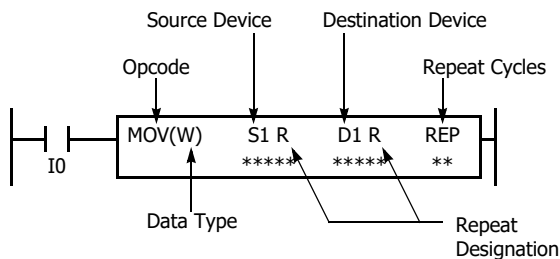 Source Device Destination Device
Opcode Repeat Cycles
MOV(W) S1 R D1 R REP
***** ***** **
I0
Data Type Repeat
Designation